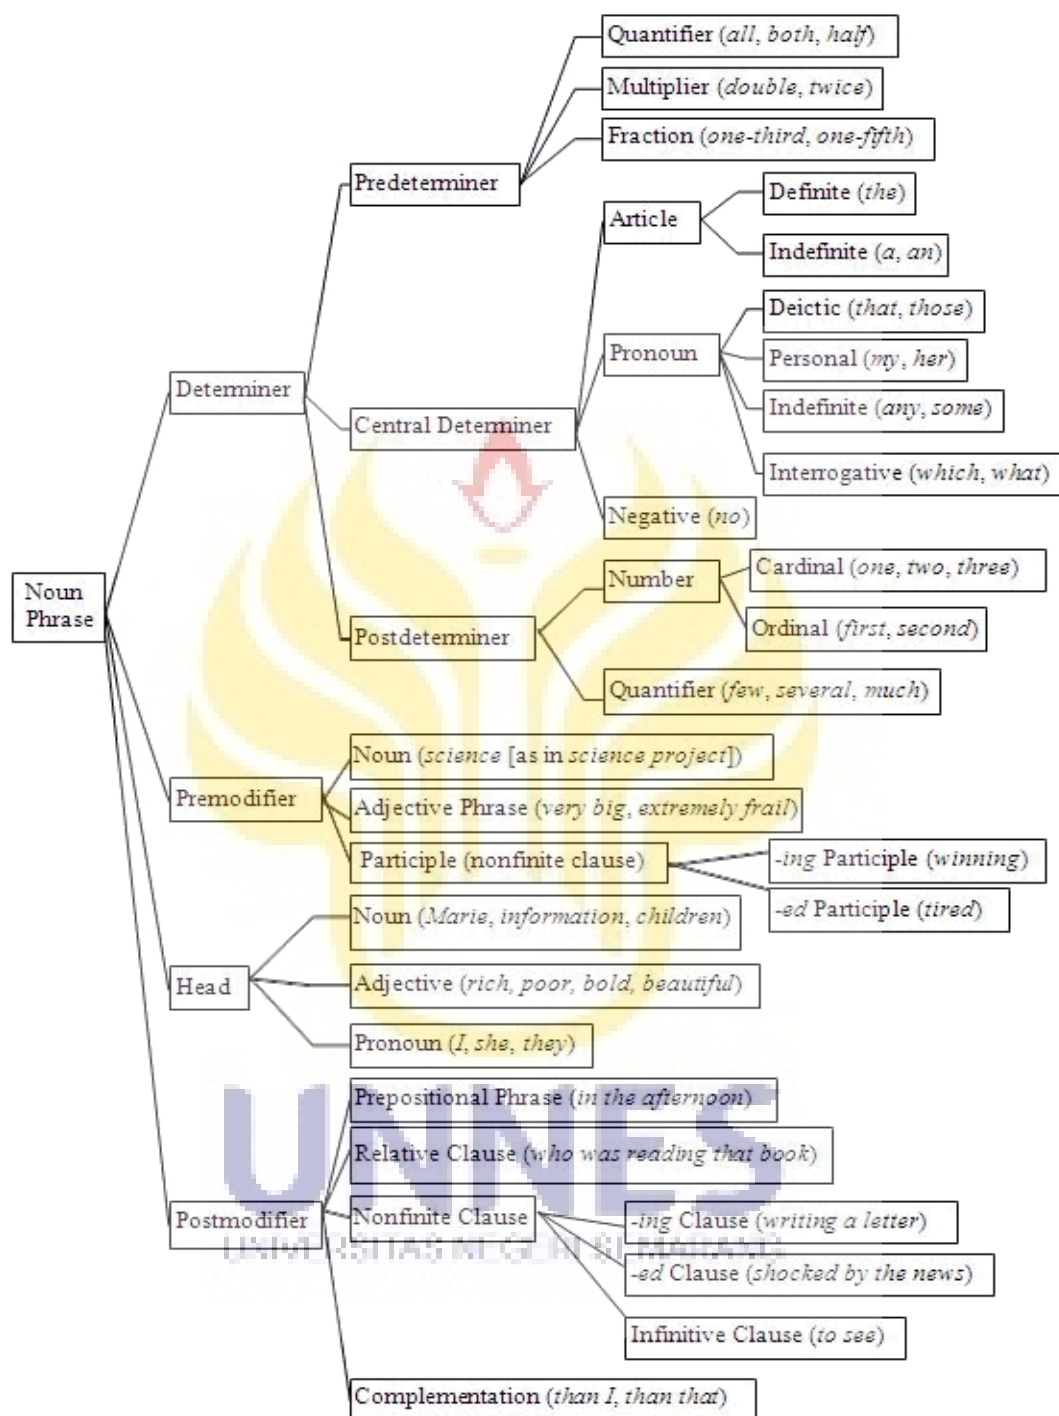 Quantifier (all, both, half)
Multiplier (double, twice)
Fraction (one-third, one-fifth)
Predeterminer
Definite (the)
Article
Indefinite (a, an)
Deictic (that, those)
Pronoun
Personal (my, her)
Determiner
Indefinite (any, some)
Central Determiner
Interrogative (which, what)
Negative (no)
Cardinal (one, two, three)
Number
Noun
Phrase
Ordinal (first, second)
Postdeterminer
Quantifier (few, several, much)
Noun (science [as in science project])
Premodifier
Adjective Phrase (very big, extremely frail)
Participle (nonfinite clause)
-ing Participle (winning)
-ed Participle (tired)
Noun (Marie, information, children)
Head
Adjective (rich, poor, bold, beautiful)
Pronoun (I, she, they)
Prepositional Phrase (in the afternoon)
Relative Clause (who was reading that book)
Postmodifier
Nonfinite Clause
-ing Clause (writing a letter)
-ed Clause (shocked by the news)
Infinitive Clause (to see)
Complementation (than I, than that)
UNNES
UNIVERSITAS NEGERI SEMARANG